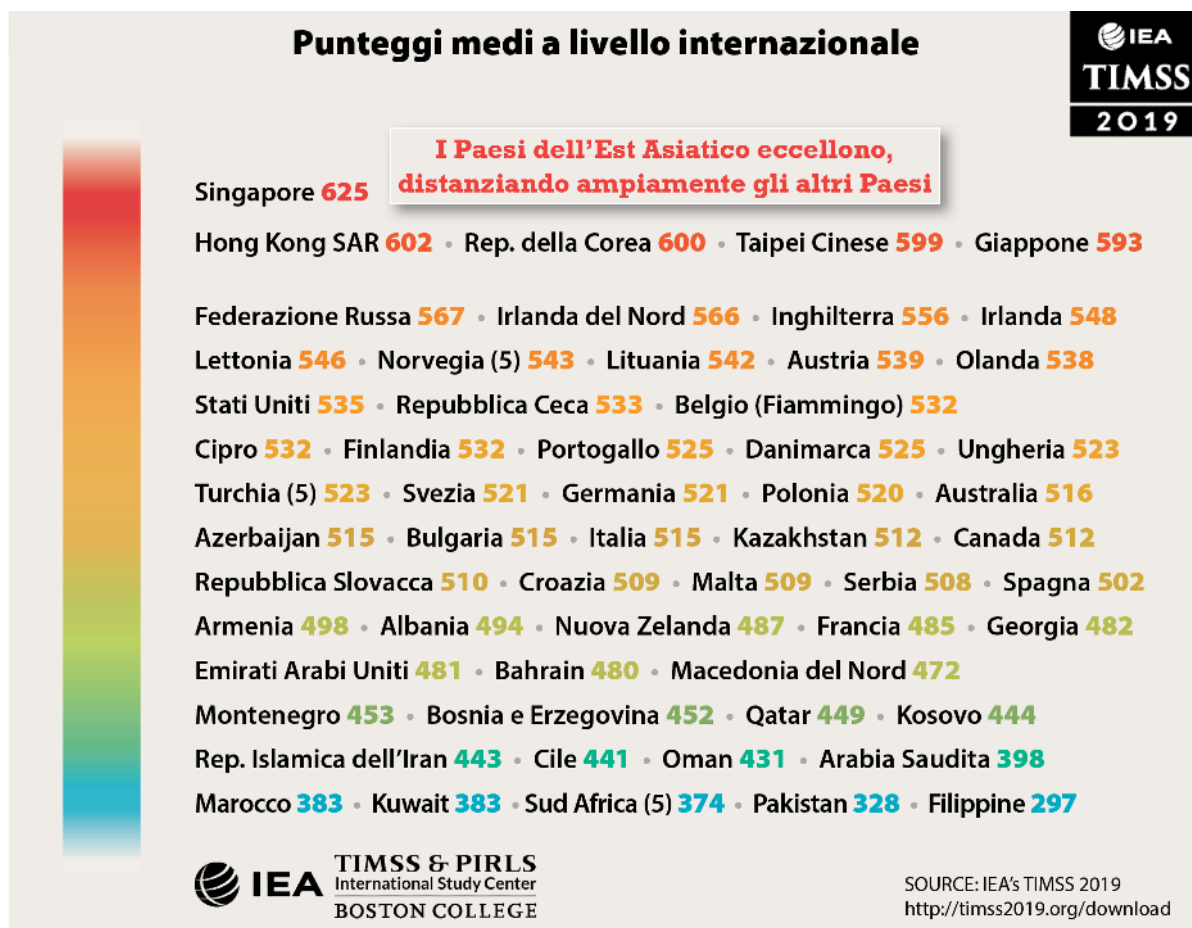 Punteggi medi a livello internazionale
IEA
TIMSS
2019
I Paesi dell'Est Asiatico eccellono,
distanziando ampiamente gli altri Paesi
Singapore 625
Hong Kong SAR 602 • Rep. della Corea 600 • Taipei Cinese 599 • Giappone 593
Federazione Russa 567 • Irlanda del Nord 566 • Inghilterra 556 • Irlanda 548
Lettonia 546 • Norvegia (5) 543 • Lituania 542 • Austria 539 • Olanda 538
Stati Uniti 535 • Repubblica Ceca 533 • Belgio (Fiammingo) 532
Cipro 532 • Finlandia 532 • Portogallo 525 • Danimarca 525 • Ungheria 523
Turchia (5) 523 • Svezia 521 • Germania 521 • Polonia 520 • Australia 516
Azerbaijan 515 • Bulgaria 515 • Italia 515 • Kazakhstan 512 • Canada 512
Repubblica Slovacca 510 • Croazia 509 • Malta 509 • Serbia 508 • Spagna 502
Armenia 498 • Albania 494 • Nuova Zelanda 487 • Francia 485 • Georgia 482
Emirati Arabi Uniti 481 • Bahrain 480 • Macedonia del Nord 472
Montenegro 453 • Bosnia e Erzegovina 452 • Qatar 449 • Kosovo 444
Rep. Islamica dell'Iran 443 • Cile 441 • Oman 431 • Arabia Saudita 398
Marocco 383 • Kuwait 383 • Sud Africa (5) 374 • Pakistan 328 • Filippine 297
IEA
TIMSS & PIRLS
International Study Center
BOSTON COLLEGE
SOURCE: IEA's TIMSS 2019
http://timss2019.org/download